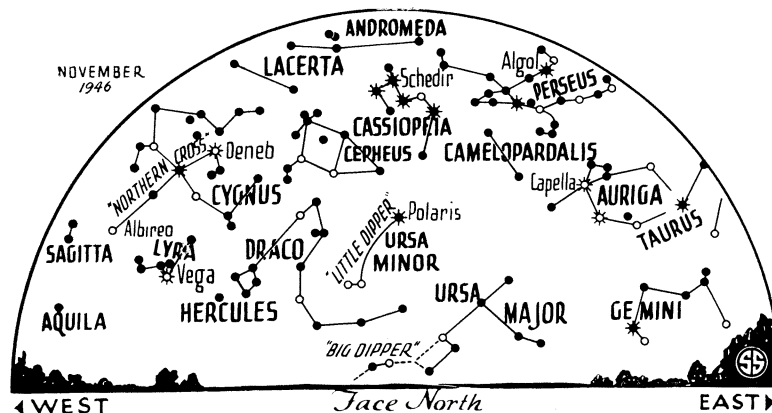 ANDROMEDA
LACERTA
Algol
Schedir
PERSEUS
NOVEMBER
1946
CASSIOPEIA
CEPHEUS
CAMELOPARDALIS
Deneb
"NORTHERN CROSS"
Capella
CYGNUS
AURIGA
Albireo
"LITTLE DIPPER"
Polaris
TAURUS
SAGITTA
LYRA
DRACO
URSA
MINOR
Vega
HERCULES
URSA
MAJOR
GEMINI
AQUILA
"BIG DIPPER"
SS
WEST
Face North
EAST